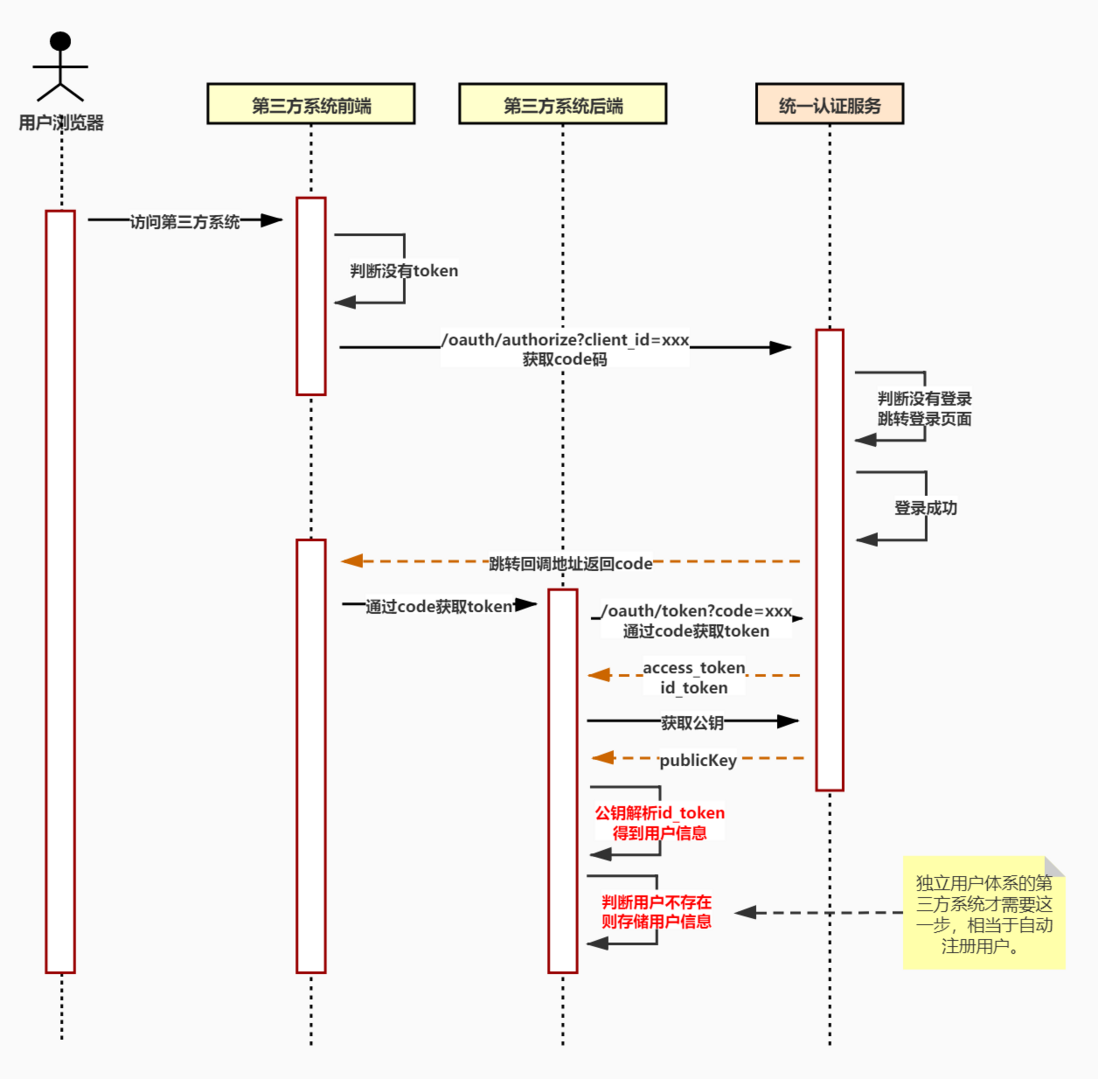 用户浏览器
第三方系统前端
第三方系统后端
统一认证服务
访问第三方系统
判断没有token
/oauth/authorize?client_id=xxx
获取code码
判断没有登录
跳转登录页面
登录成功
跳转回调地址返回code
通过code获取token
/oauth/token?code=xxx
通过code获取token
access_token
id_token
获取公钥
publicKey
公钥解析id_token
得到用户信息
判断用户不存在
则存储用户信息
独立用户体系的第
三方系统才需要这
一步，相当于自动
注册用户。